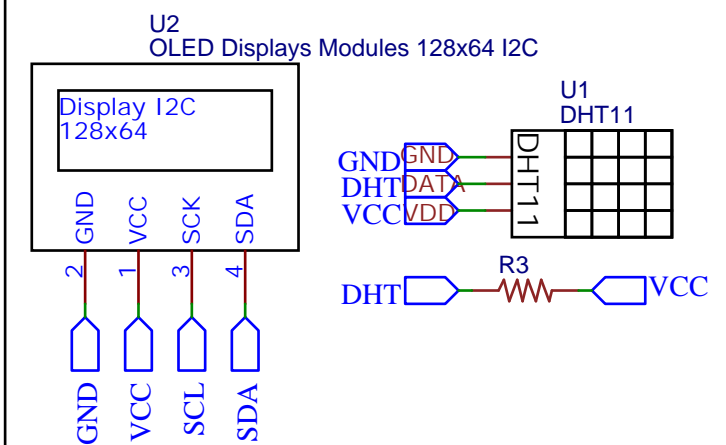 U2
OLED Displays Modules 128x64 I2C
Display I2C
128x64
GND
VCC
SCK
SDA
2
1
3
4
GND
VCC
SCL
SDA
U1
DHT11
GND GND
DHT DATA
VCC VDD
DHT11
R3
DHT
VCC